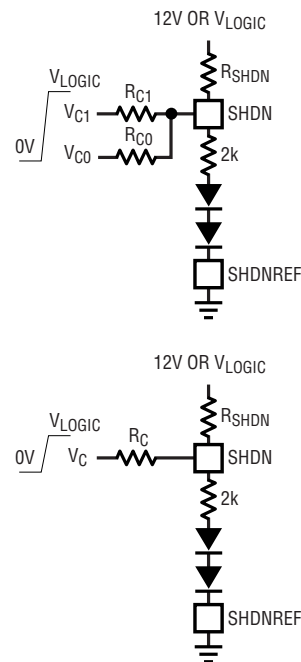 12V OR VLOGIC
RSHDN
VLOGIC
RC1
VC1
SHDN
0V
RC0
VC0
2k
SHDNREF
12V OR VLOGIC
RSHDN
VLOGIC
RC
0V
VC
SHDN
2k
SHDNREF